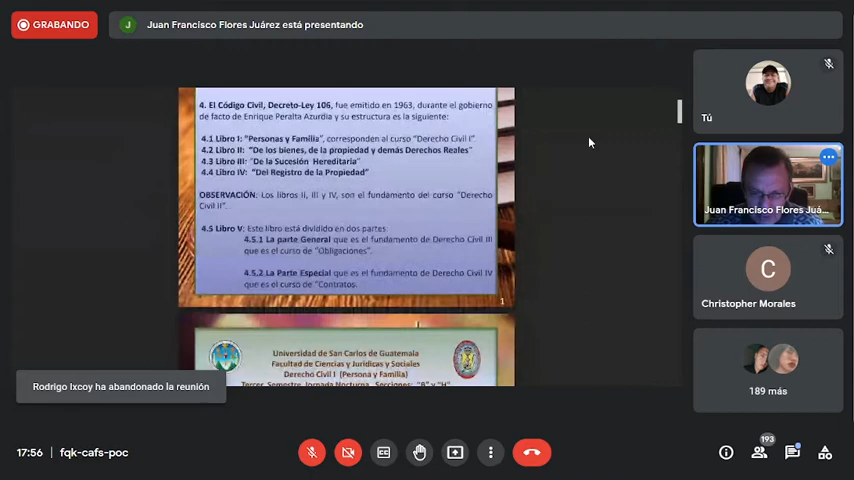 GRABANDO
J
Juan Francisco Flores Juárez está presentando
4. El Código Civil, Decreto-Ley 106, fue emitido en 1963, durante el gobierno
de facto de Enrique Peralta Azurdia y su estructura es la siguiente:
4.1 Libro I: "Personas y Familia", corresponden al curso "Derecho Civil I".
4.2 Libro II: "De los bienes, de la propiedad y demás Derechos Reales"
4.3 Libro III: "De la Sucesión Hereditaria"
4.4 Libro IV: "Del Registro de la Propiedad"
OBSERVACIÓN: Los libros II, III y IV, son el fundamento del curso "Derecho
Civil II".
4.5 Libro V: Este libro está dividido en dos partes:
4.5.1 La parte General que es el fundamento de Derecho Civil III
que es el curso de "Obligaciones".
4.5.2 La Parte Especial que es el fundamento de Derecho Civil IV
que es el curso de "Contratos.
1
Universidad de San Carlos de Guatemala
Facultad de Ciencias y Jurídicas y Sociales
Derecho Civil I (Persona y Familia)
Tercer Semestre Jornada Nocturna Secciones: "B" y "H"
Tú
Juan Francisco Flores Juá...
C
Christopher Morales
189 más
Rodrigo Ixcoy ha abandonado la reunión
17:56 | fqk-cafs-poc
CC
193